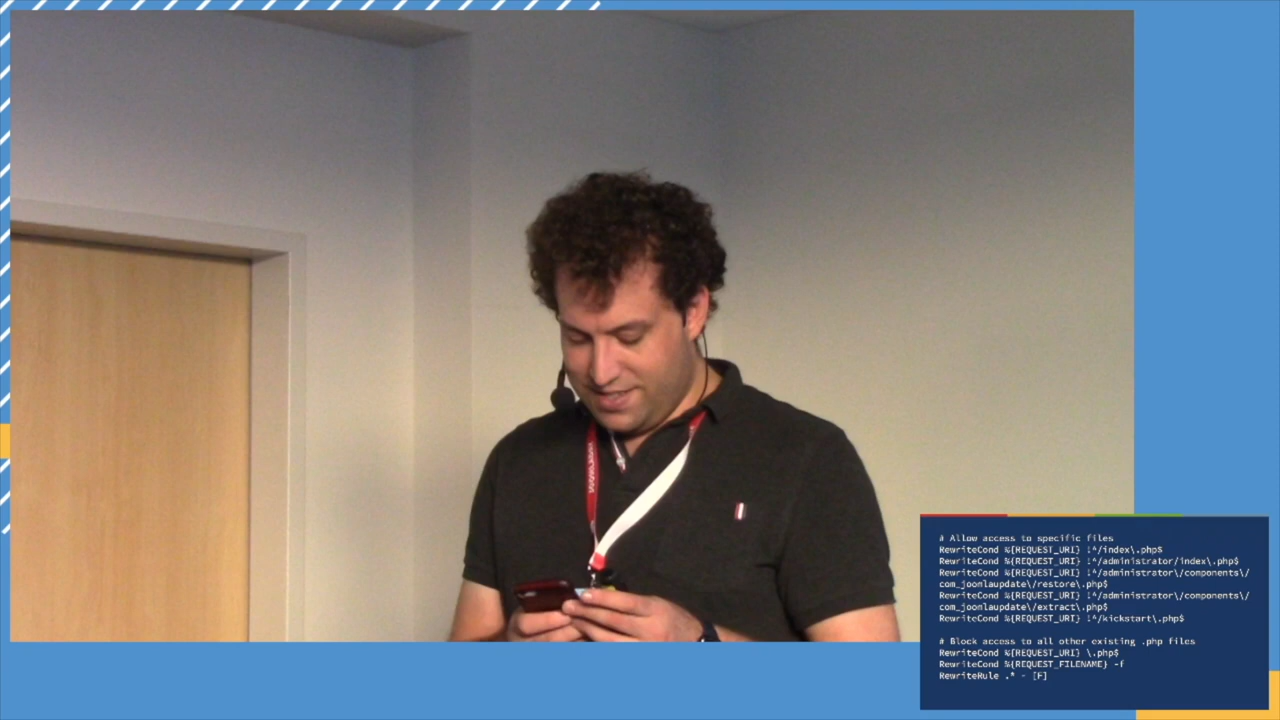 # Allow access to specific files
RewriteCond %{REQUEST_URI} !^/index\.php$
RewriteCond %{REQUEST_URI} !^/administrator/index\.php$
RewriteCond %{REQUEST_URI} !^/administrator\/components\/
com_joomlaupdate\/restore\.php$
RewriteCond %{REQUEST_URI} !^/administrator\/components\/
com_joomlaupdate\/extract\.php$
RewriteCond %{REQUEST_URI} !^/kickstart\.php$
# Block access to all other existing .php files
RewriteCond %{REQUEST_URI} \.php$
RewriteCond %{REQUEST_FILENAME} -f
RewriteRule .* - [F]